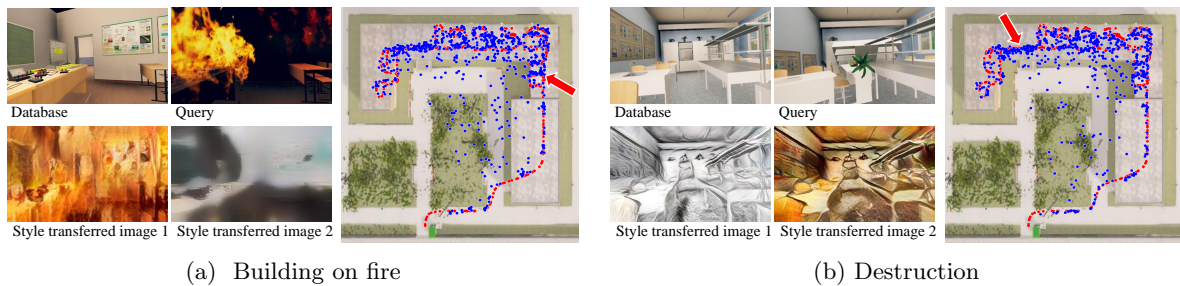 Database
Query
Style transferred image 1
Style transferred image 2
(a) Building on fire
Database
Query
Style transferred image 1
Style transferred image 2
(b) Destruction